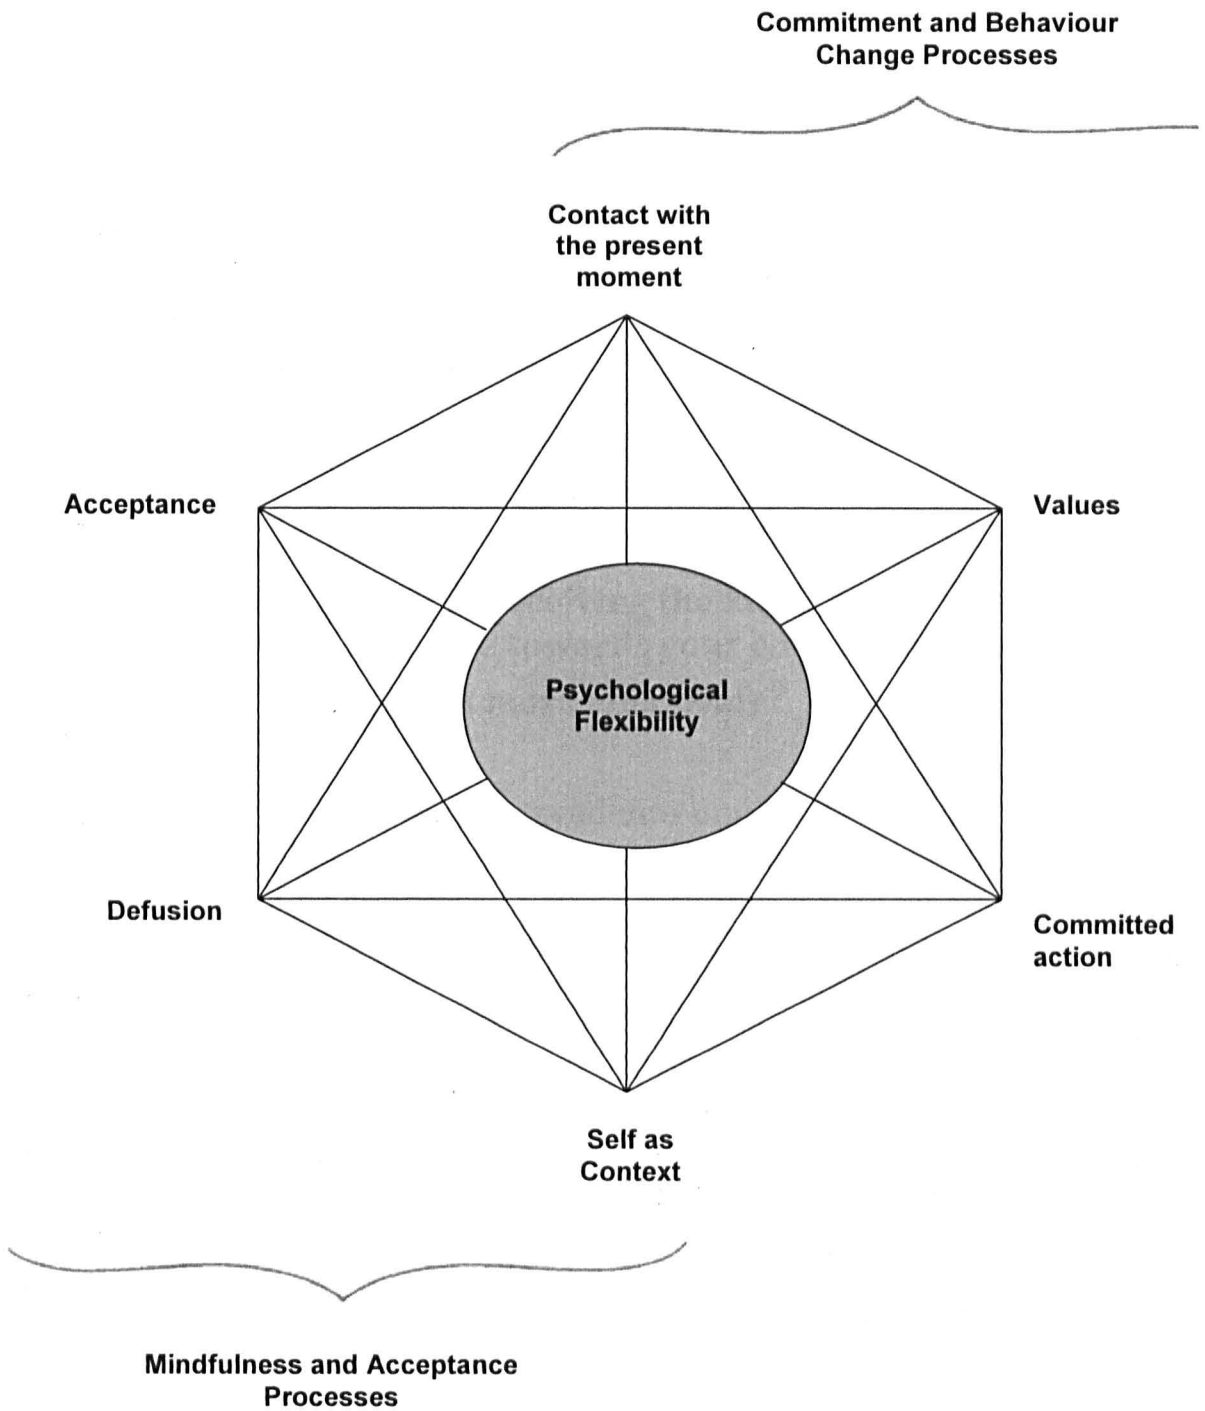 Commitment and Behaviour
Change Processes
Contact with
the present
moment
Acceptance
Values
Psychological
Flexibility
Defusion
Committed
action
Self as
Context
Mindfulness and Acceptance
Processes